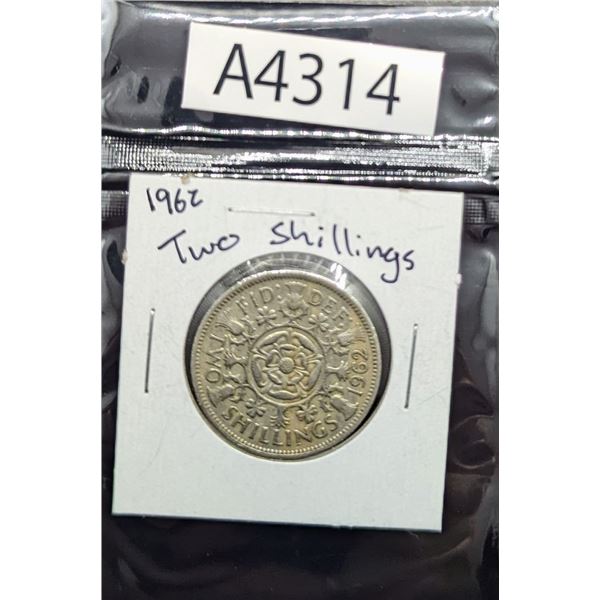 A4314
1962
Two Shillings
FID: DEF:
TWO SHILLINGS 1962